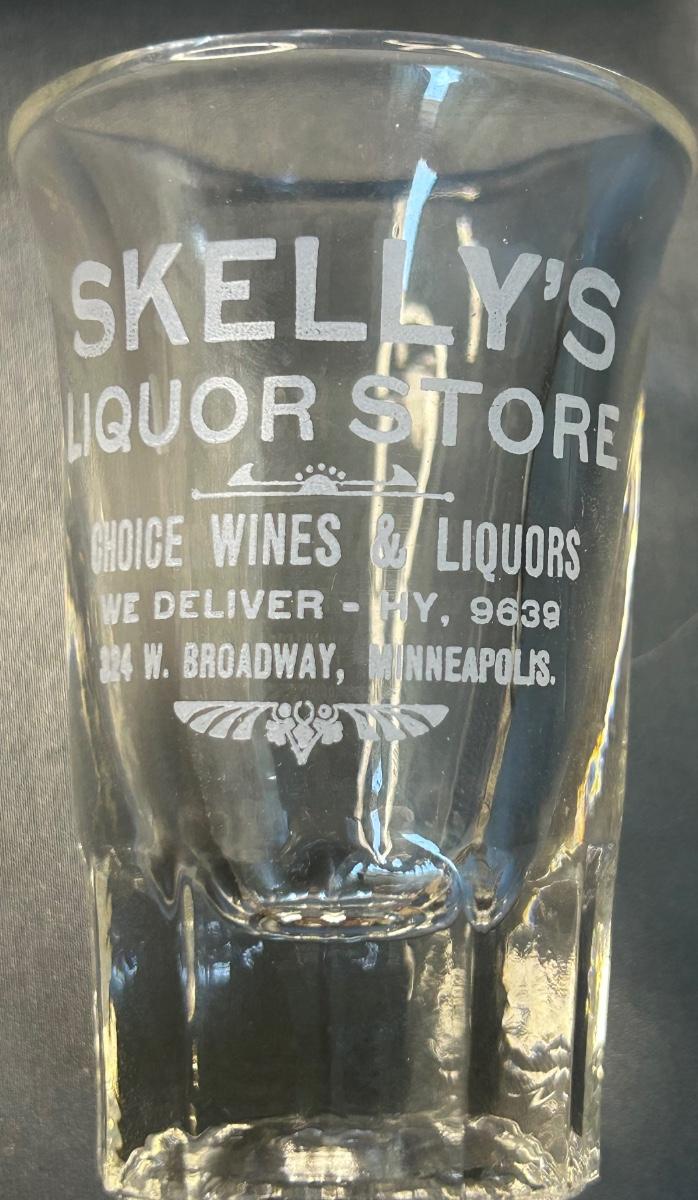 SKELLY'S
LIQUOR STORE
CHOICE WINES & LIQUORS
WE DELIVER - HY, 9639
324 W. BROADWAY, MINNEAPOLIS.